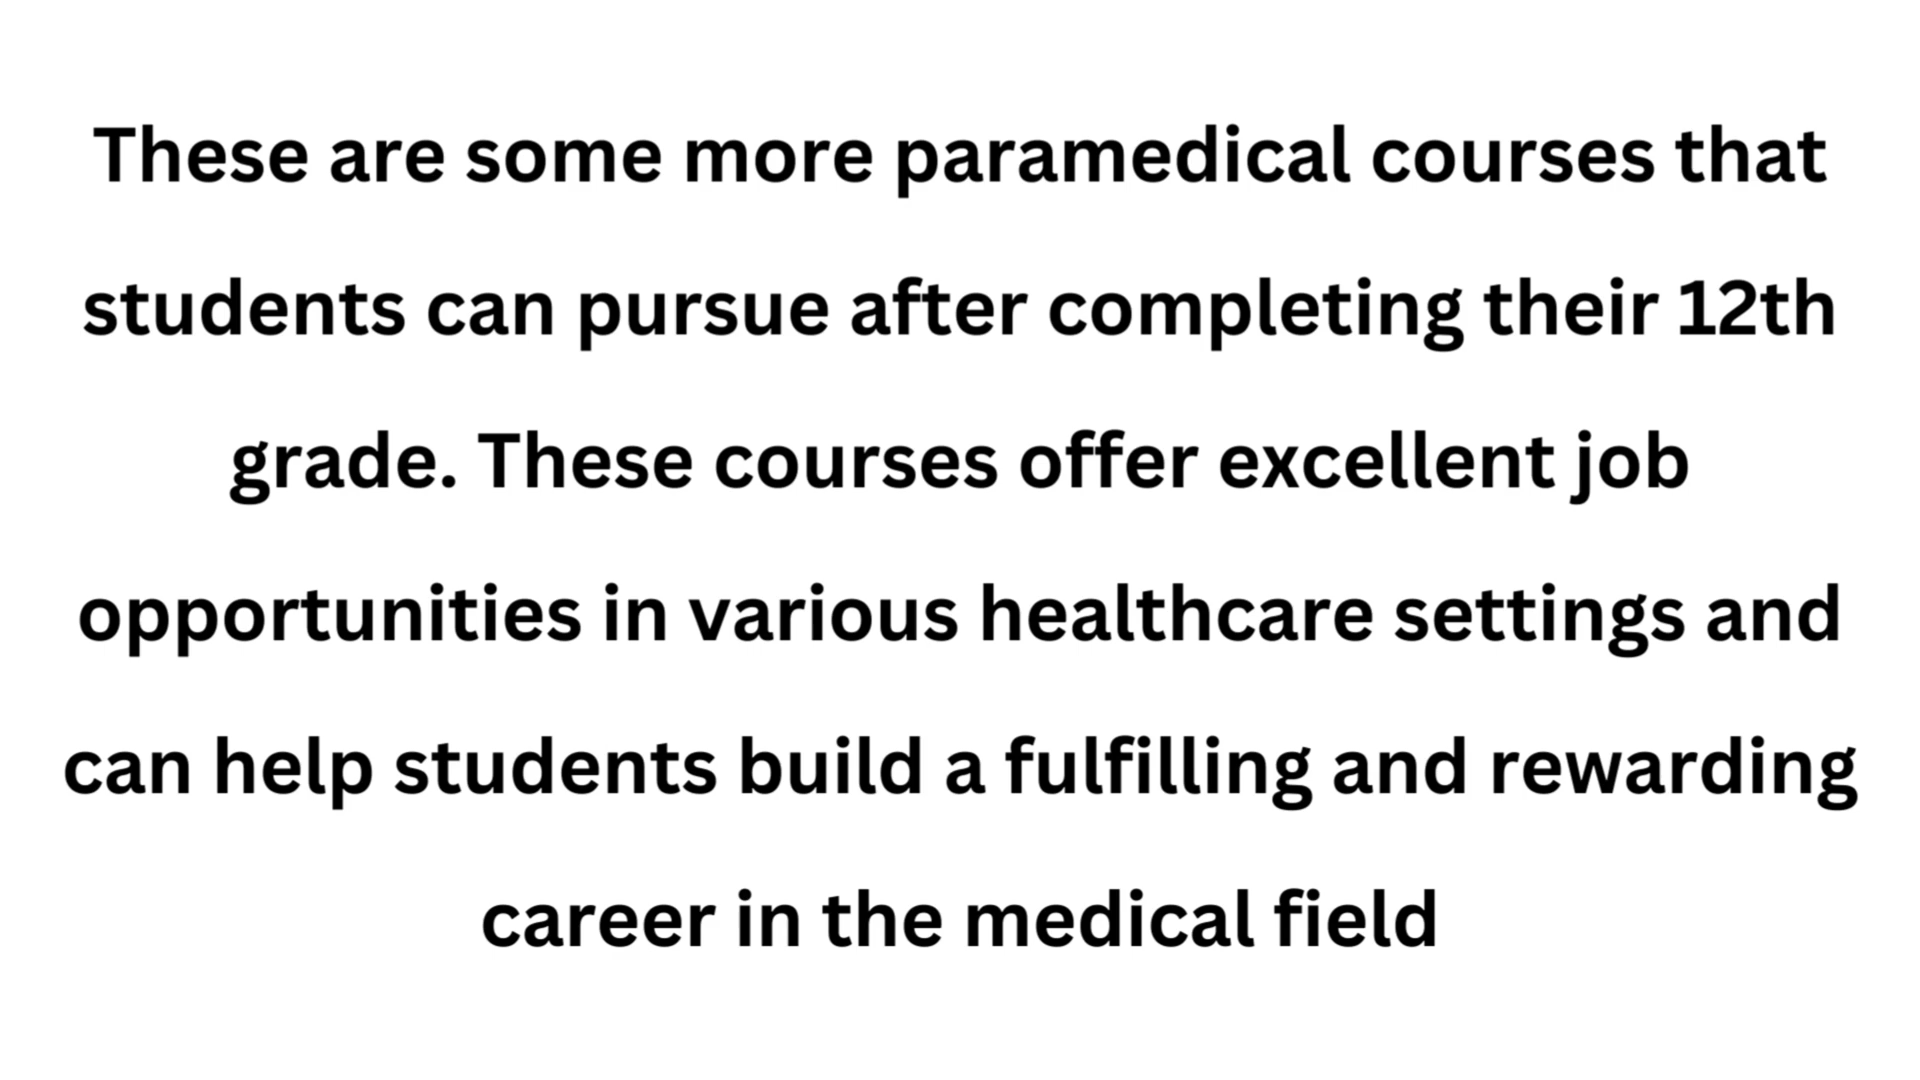 These are some more paramedical courses that
students can pursue after completing their 12th
grade. These courses offer excellent job
opportunities in various healthcare settings and
can help students build a fulfilling and rewarding
career in the medical field